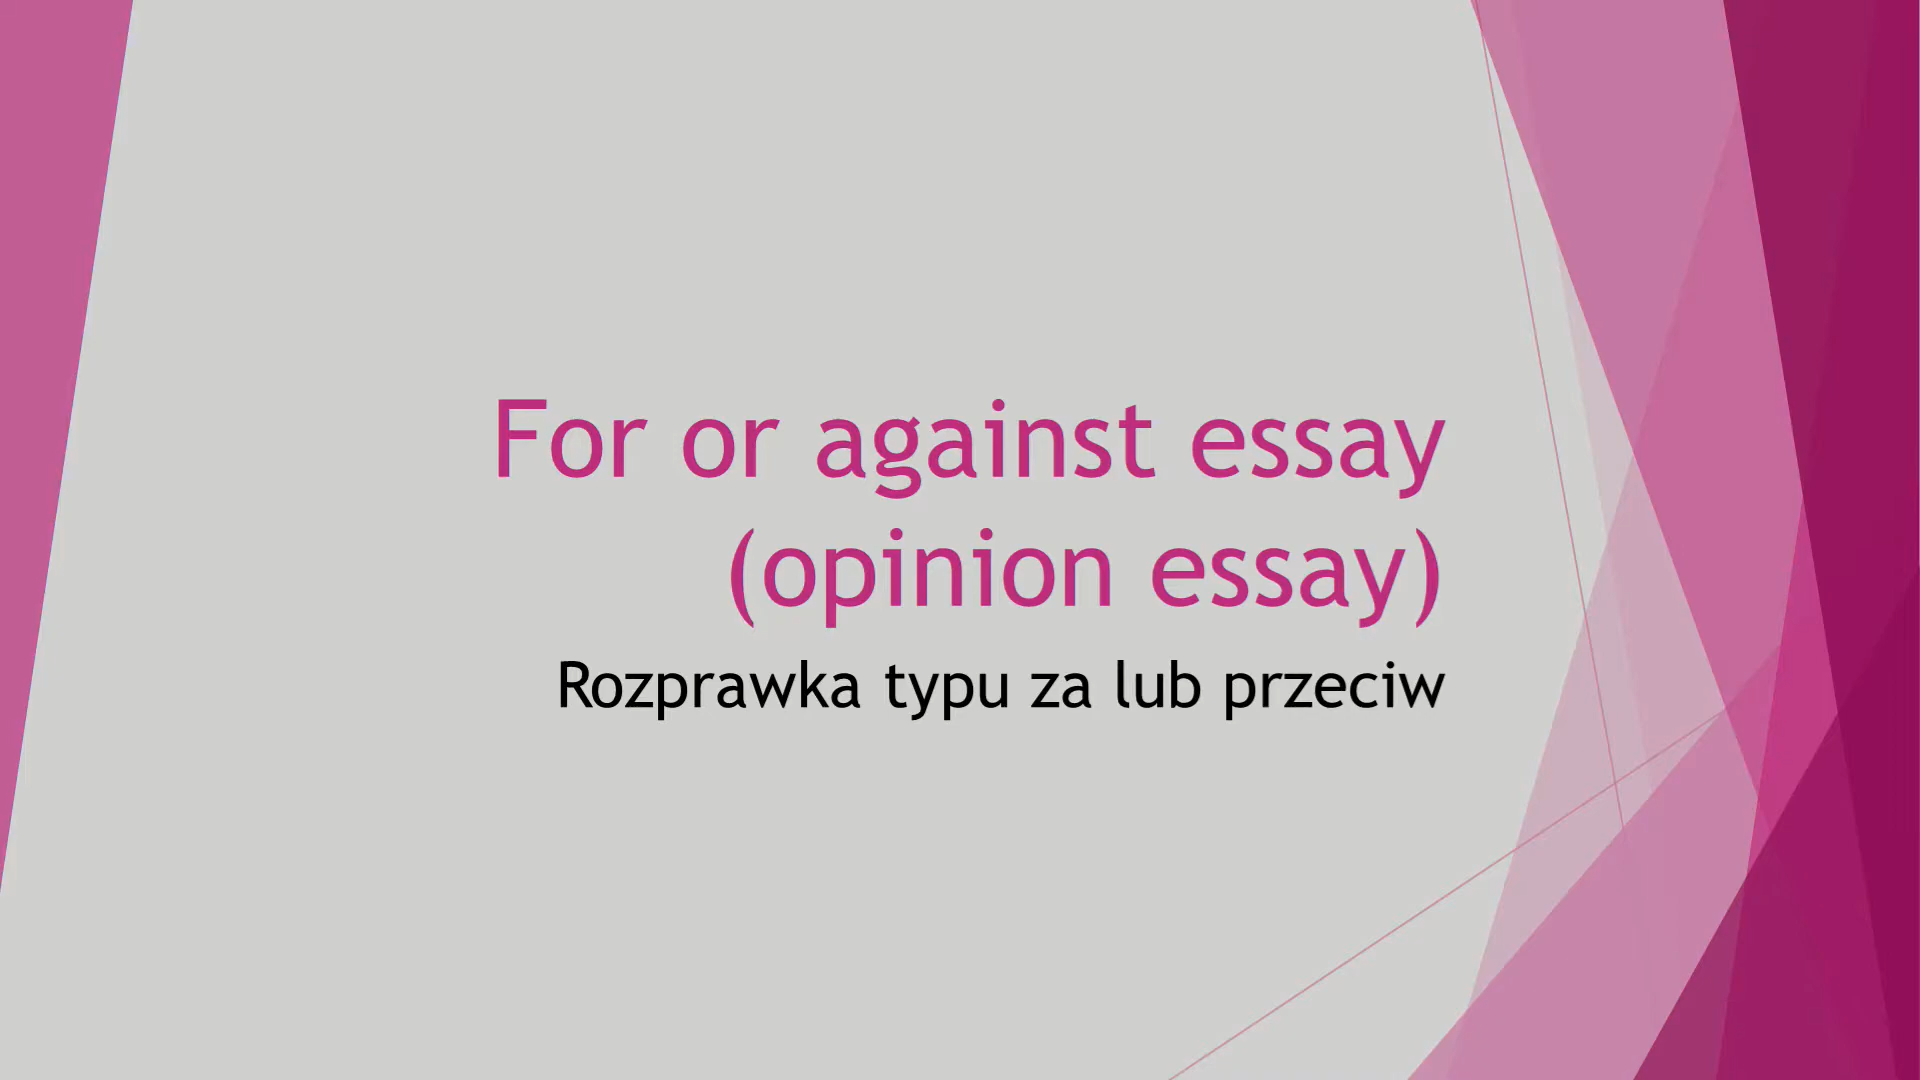 For or against essay
(opinion essay)
Rozprawka typu za lub przeciw